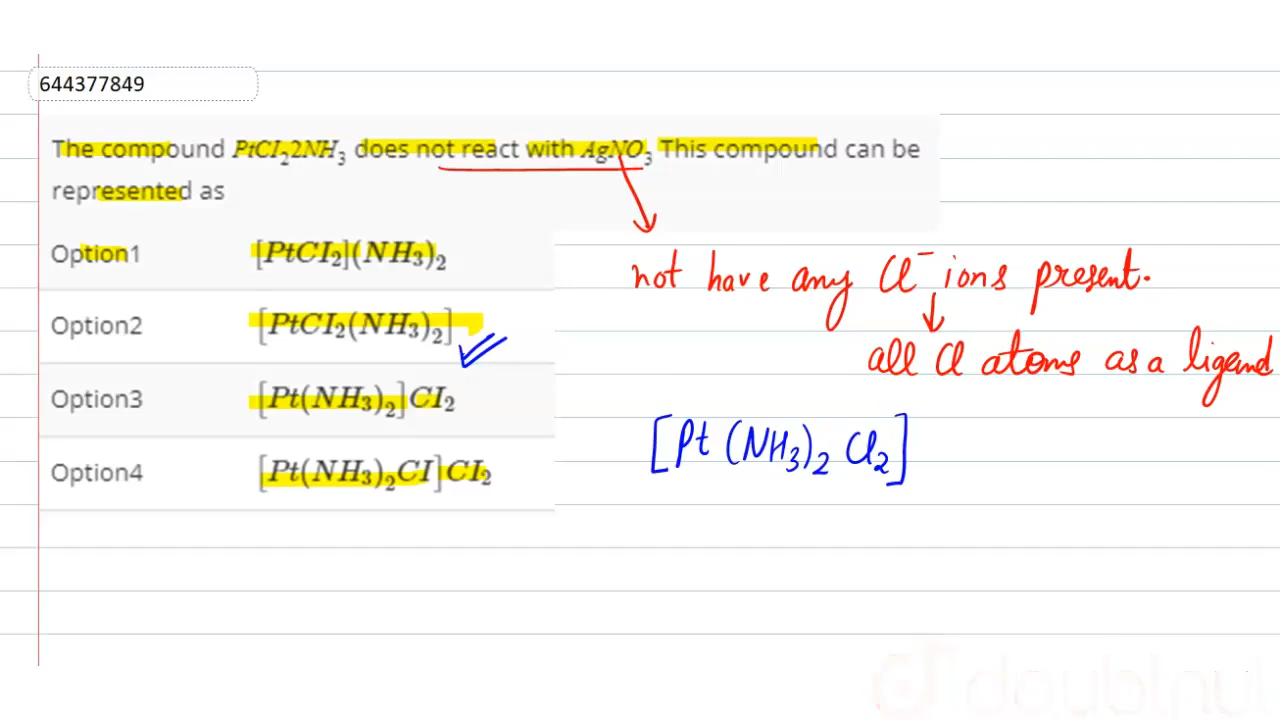 644377849
The compound PtCI₂2NH₃ does not react with AgNO₃ This compound can be
represented as
Option1 [PtCI₂](NH₃)₂
not have any Cl⁻ ions present.
Option2 [PtCI₂(NH₃)₂]
all Cl atoms as a ligand
Option3 [Pt(NH₃)₂]CI₂
[Pt (NH₃)₂ Cl₂]
Option4 [Pt(NH₃)₂CI]CI₂
doubtnut